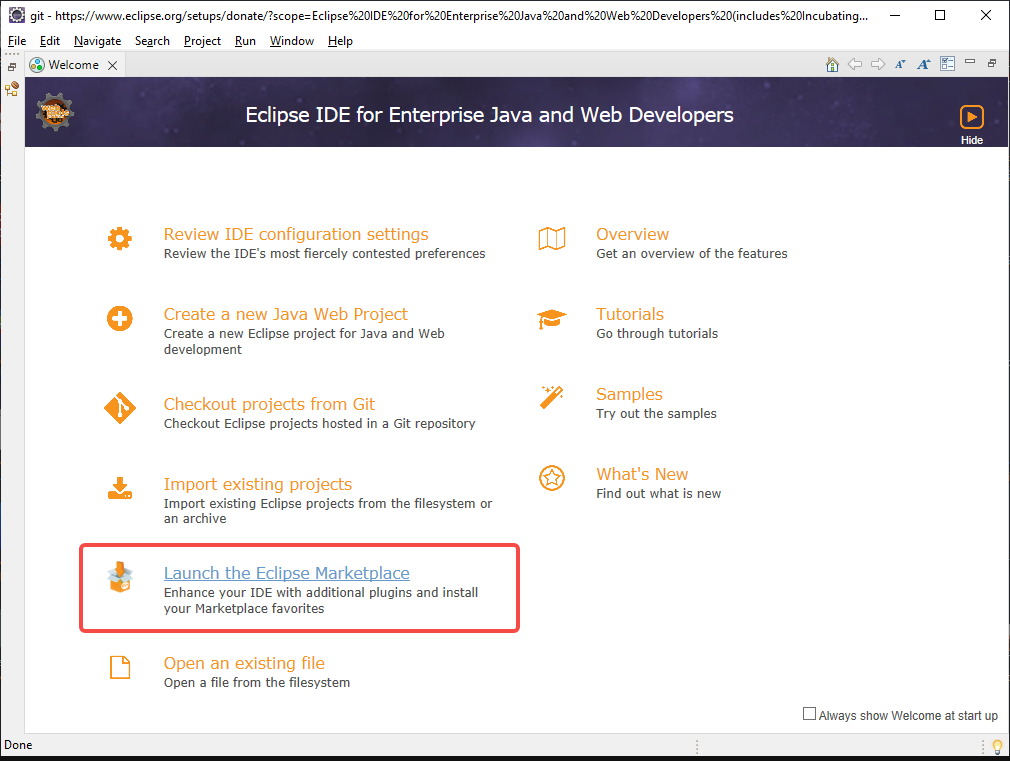 git - https://www.eclipse.org/setups/donate/?scope=Eclipse%20IDE%20for%20Enterprise%20Java%20and%20Web%20Developers%20(includes%20Incubating...
File Edit Navigate Search Project Run Window Help
Welcome
Eclipse IDE for Enterprise Java and Web Developers
Hide
Review IDE configuration settings
Review the IDE's most fiercely contested preferences
Create a new Java Web Project
Create a new Eclipse project for Java and Web
development
Checkout projects from Git
Checkout Eclipse projects hosted in a Git repository
Import existing projects
Import existing Eclipse projects from the filesystem or
an archive
Launch the Eclipse Marketplace
Enhance your IDE with additional plugins and install
your Marketplace favorites
Open an existing file
Open a file from the filesystem
Overview
Get an overview of the features
Tutorials
Go through tutorials
Samples
Try out the samples
What's New
Find out what is new
Always show Welcome at start up
Done